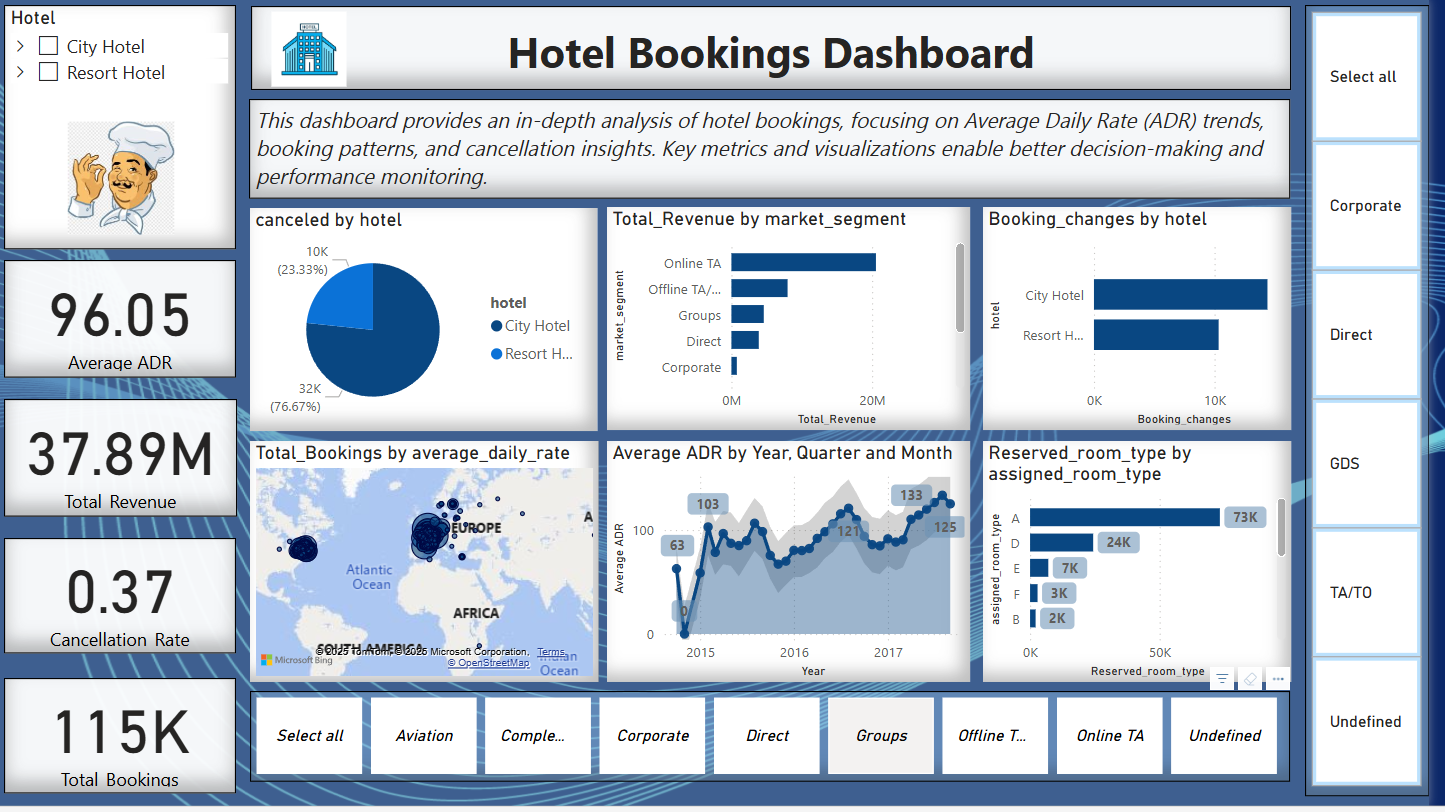 Hotel
City Hotel
Resort Hotel
HOTEL
Hotel Bookings Dashboard
This dashboard provides an in-depth analysis of hotel bookings, focusing on Average Daily Rate (ADR) trends,
booking patterns, and cancellation insights. Key metrics and visualizations enable better decision-making and
performance monitoring.
96.05
Average ADR
37.89M
Total Revenue
0.37
Cancellation Rate
115K
Total Bookings
canceled by hotel
10K
(23.33%)
32K
(76.67%)
hotel
City Hotel
Resort H...
Total_Revenue by market_segment
market_segment
Online TA
Offline TA/...
Groups
Direct
Corporate
0M
20M
Total_Revenue
Booking_changes by hotel
hotel
City Hotel
Resort H...
0K
10K
Booking_changes
Total_Bookings by average_daily_rate
EUROPE
A
Atlantic
Ocean
AFRICA
SOUTH AMERICA
Microsoft Bing
© 2025 TomTom, © 2025 Microsoft Corporation, Terms
© OpenStreetMap
Indian
Ocean
Average ADR by Year, Quarter and Month
Average ADR
100
0
63
0
103
121
133
125
2015
2016
2017
Year
Reserved_room_type by
assigned_room_type
assigned_room_type
A
73K
D
24K
E
7K
F
3K
B
2K
0K
50K
Reserved_room_type
Select all
Aviation
Comple...
Corporate
Direct
Groups
Offline T...
Online TA
Undefined
Select all
Corporate
Direct
GDS
TA/TO
Undefined